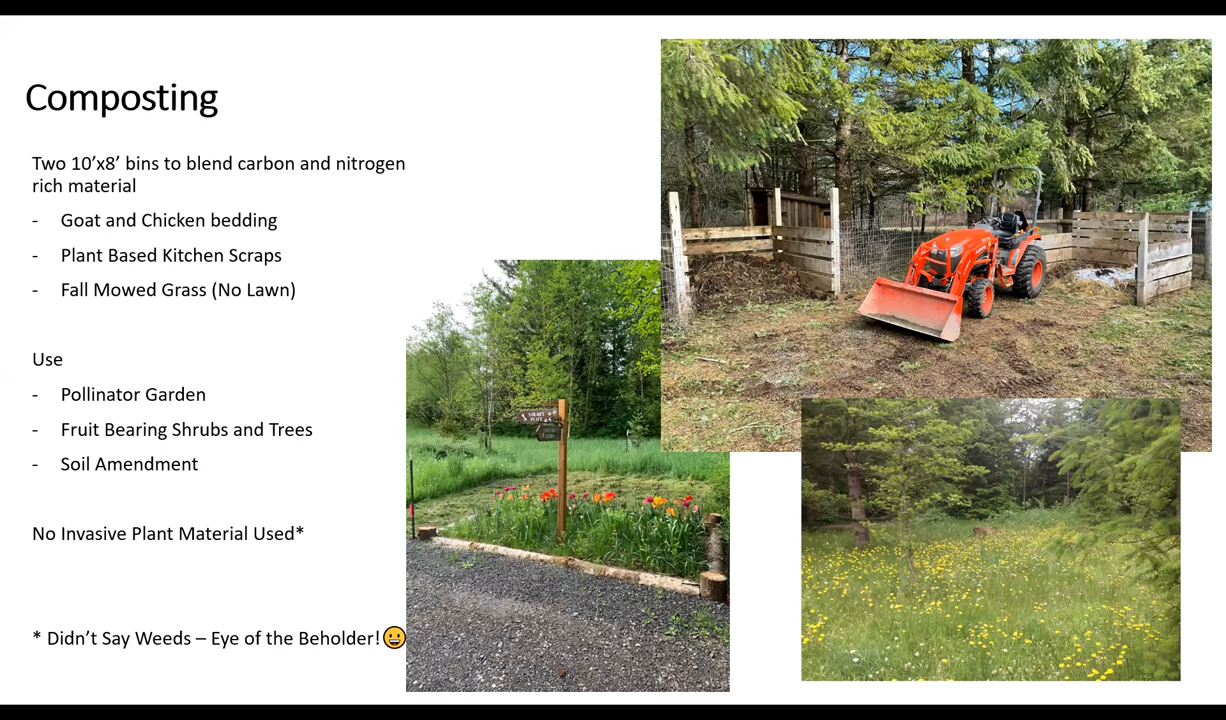 Composting
Two 10’x8’ bins to blend carbon and nitrogen
rich material
- Goat and Chicken bedding
- Plant Based Kitchen Scraps
- Fall Mowed Grass (No Lawn)
Use
- Pollinator Garden
- Fruit Bearing Shrubs and Trees
- Soil Amendment
No Invasive Plant Material Used*
* Didn’t Say Weeds – Eye of the Beholder!😀